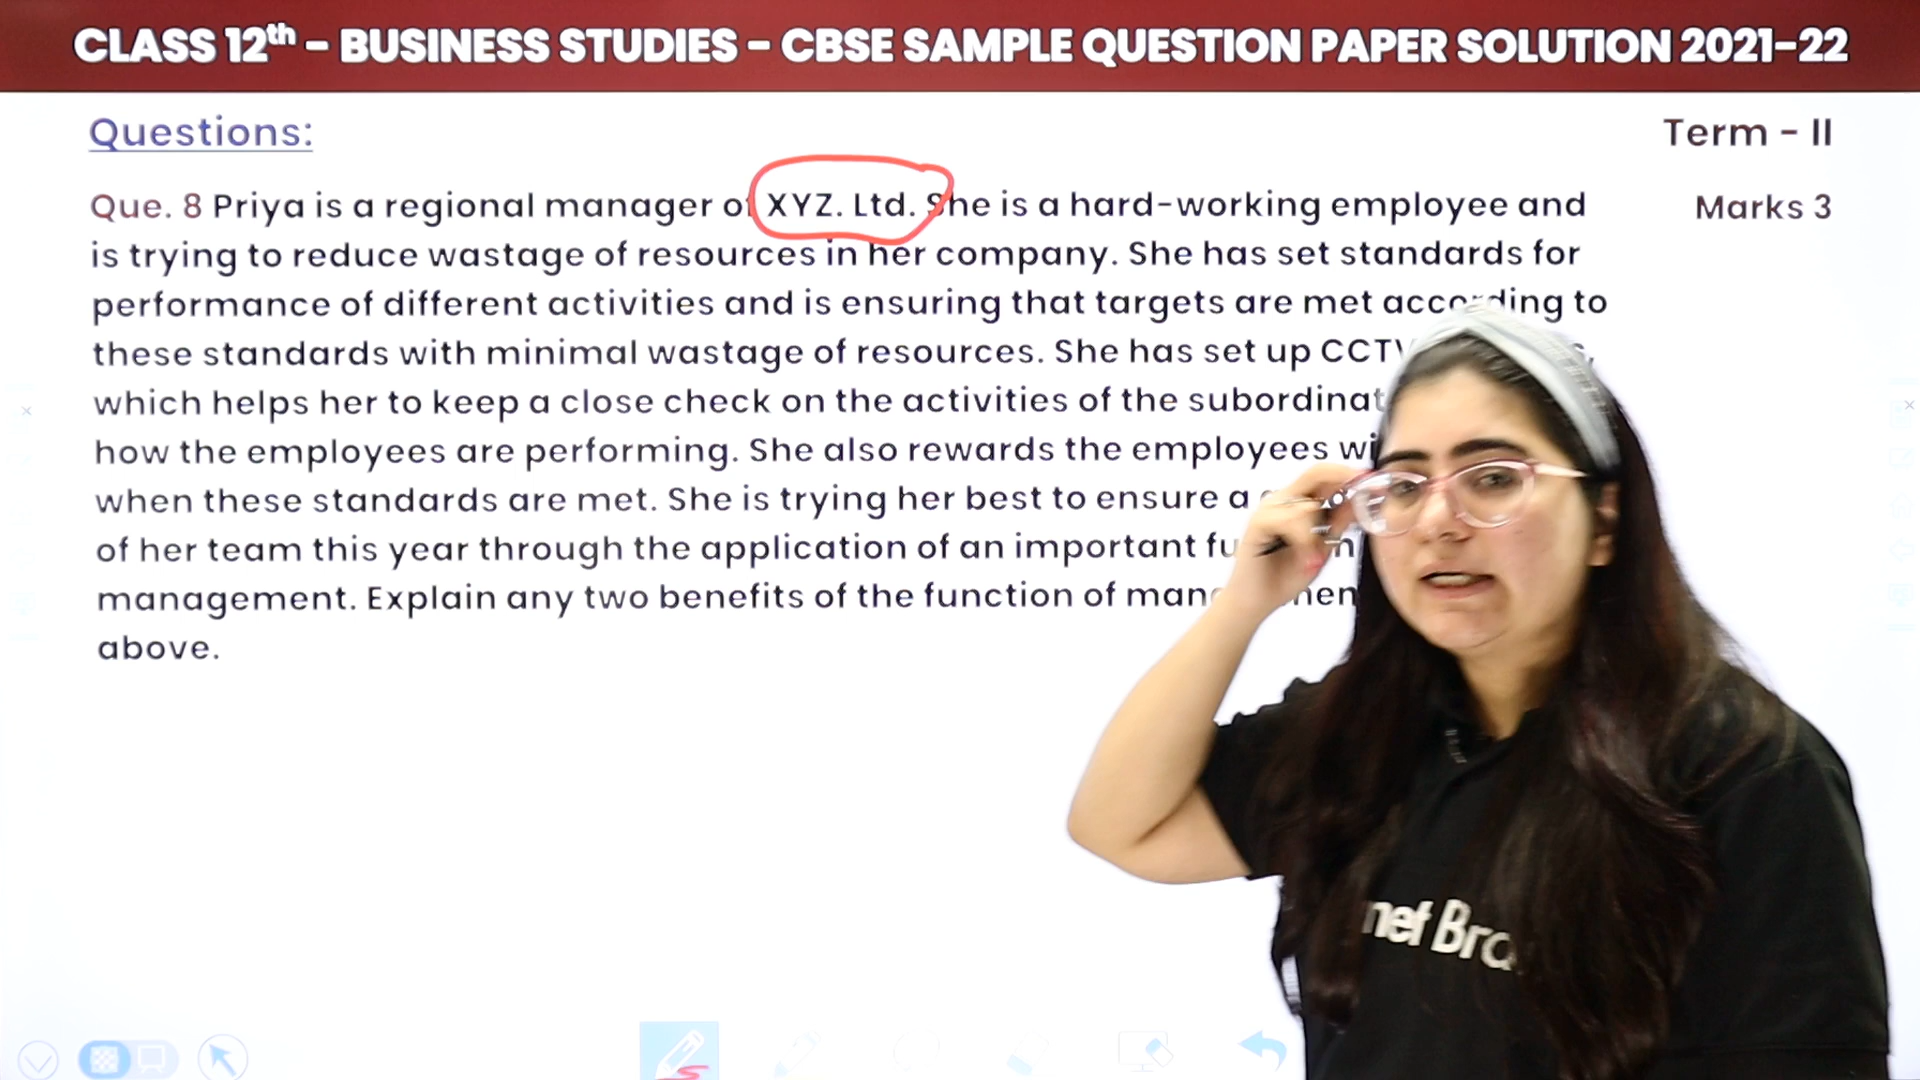 CLASS 12th – BUSINESS STUDIES – CBSE SAMPLE QUESTION PAPER SOLUTION 2021–22
Questions:
Term - II
Que. 8 Priya is a regional manager of XYZ. Ltd. She is a hard-working employee and
Marks 3
is trying to reduce wastage of resources in her company. She has set standards for
performance of different activities and is ensuring that targets are met according to
these standards with minimal wastage of resources. She has set up CCTV
which helps her to keep a close check on the activities of the
how the employees are performing. She also rewards the employees
when these standards are met. She is trying her best to ensure a
of her team this year through the application of an important
management. Explain any two benefits of the function of
above.